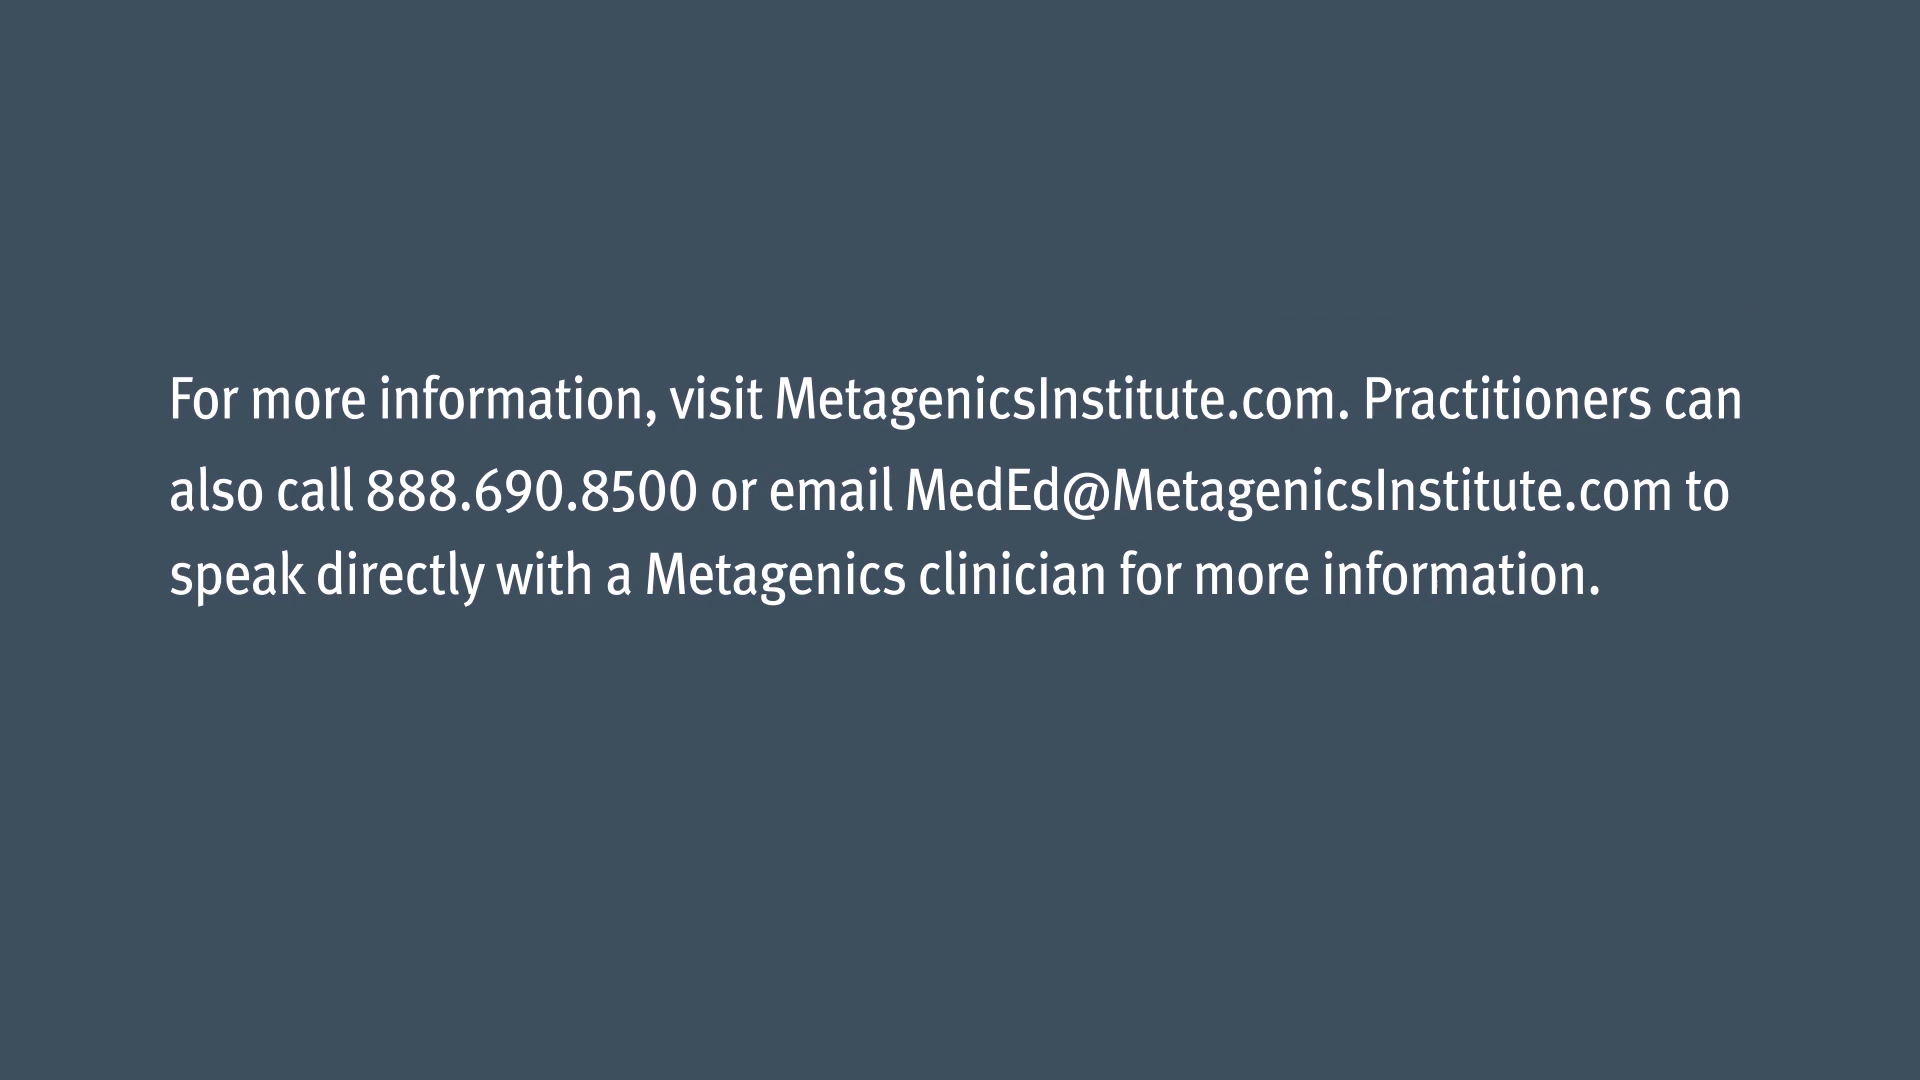 For more information, visit MetagenicsInstitute.com. Practitioners can
also call 888.690.8500 or email MedEd@MetagenicsInstitute.com to
speak directly with a Metagenics clinician for more information.